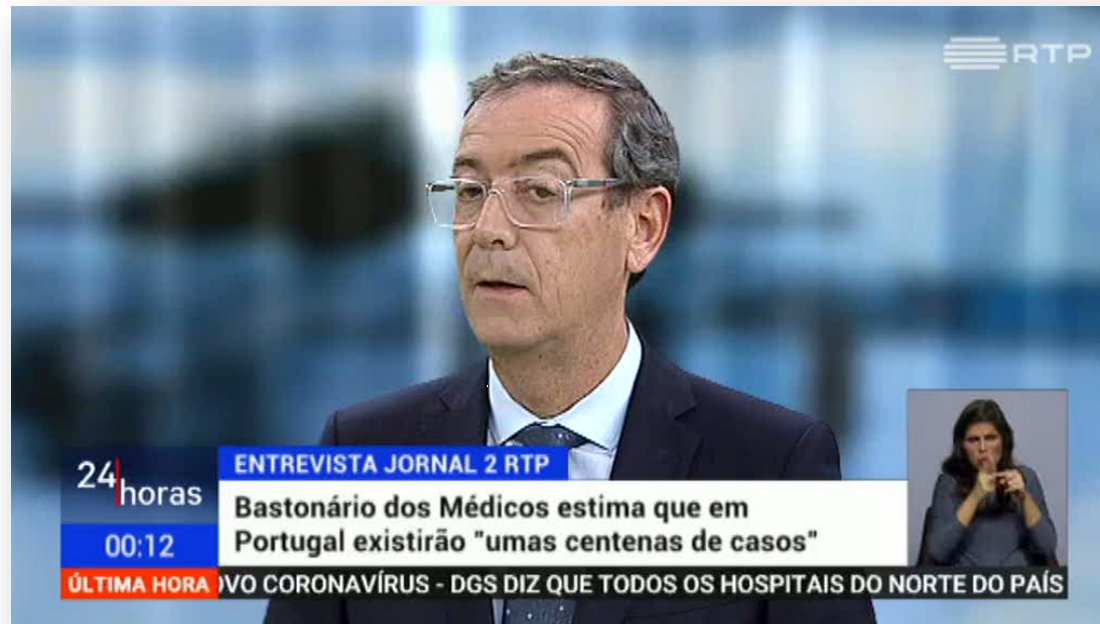 RTP
24
horas
00:12
ENTREVISTA JORNAL 2 RTP
Bastonário dos Médicos estima que em
Portugal existirão "umas centenas de casos"
ÚLTIMA HORA
OVO CORONAVÍRUS - DGS DIZ QUE TODOS OS HOSPITAIS DO NORTE DO PAÍS